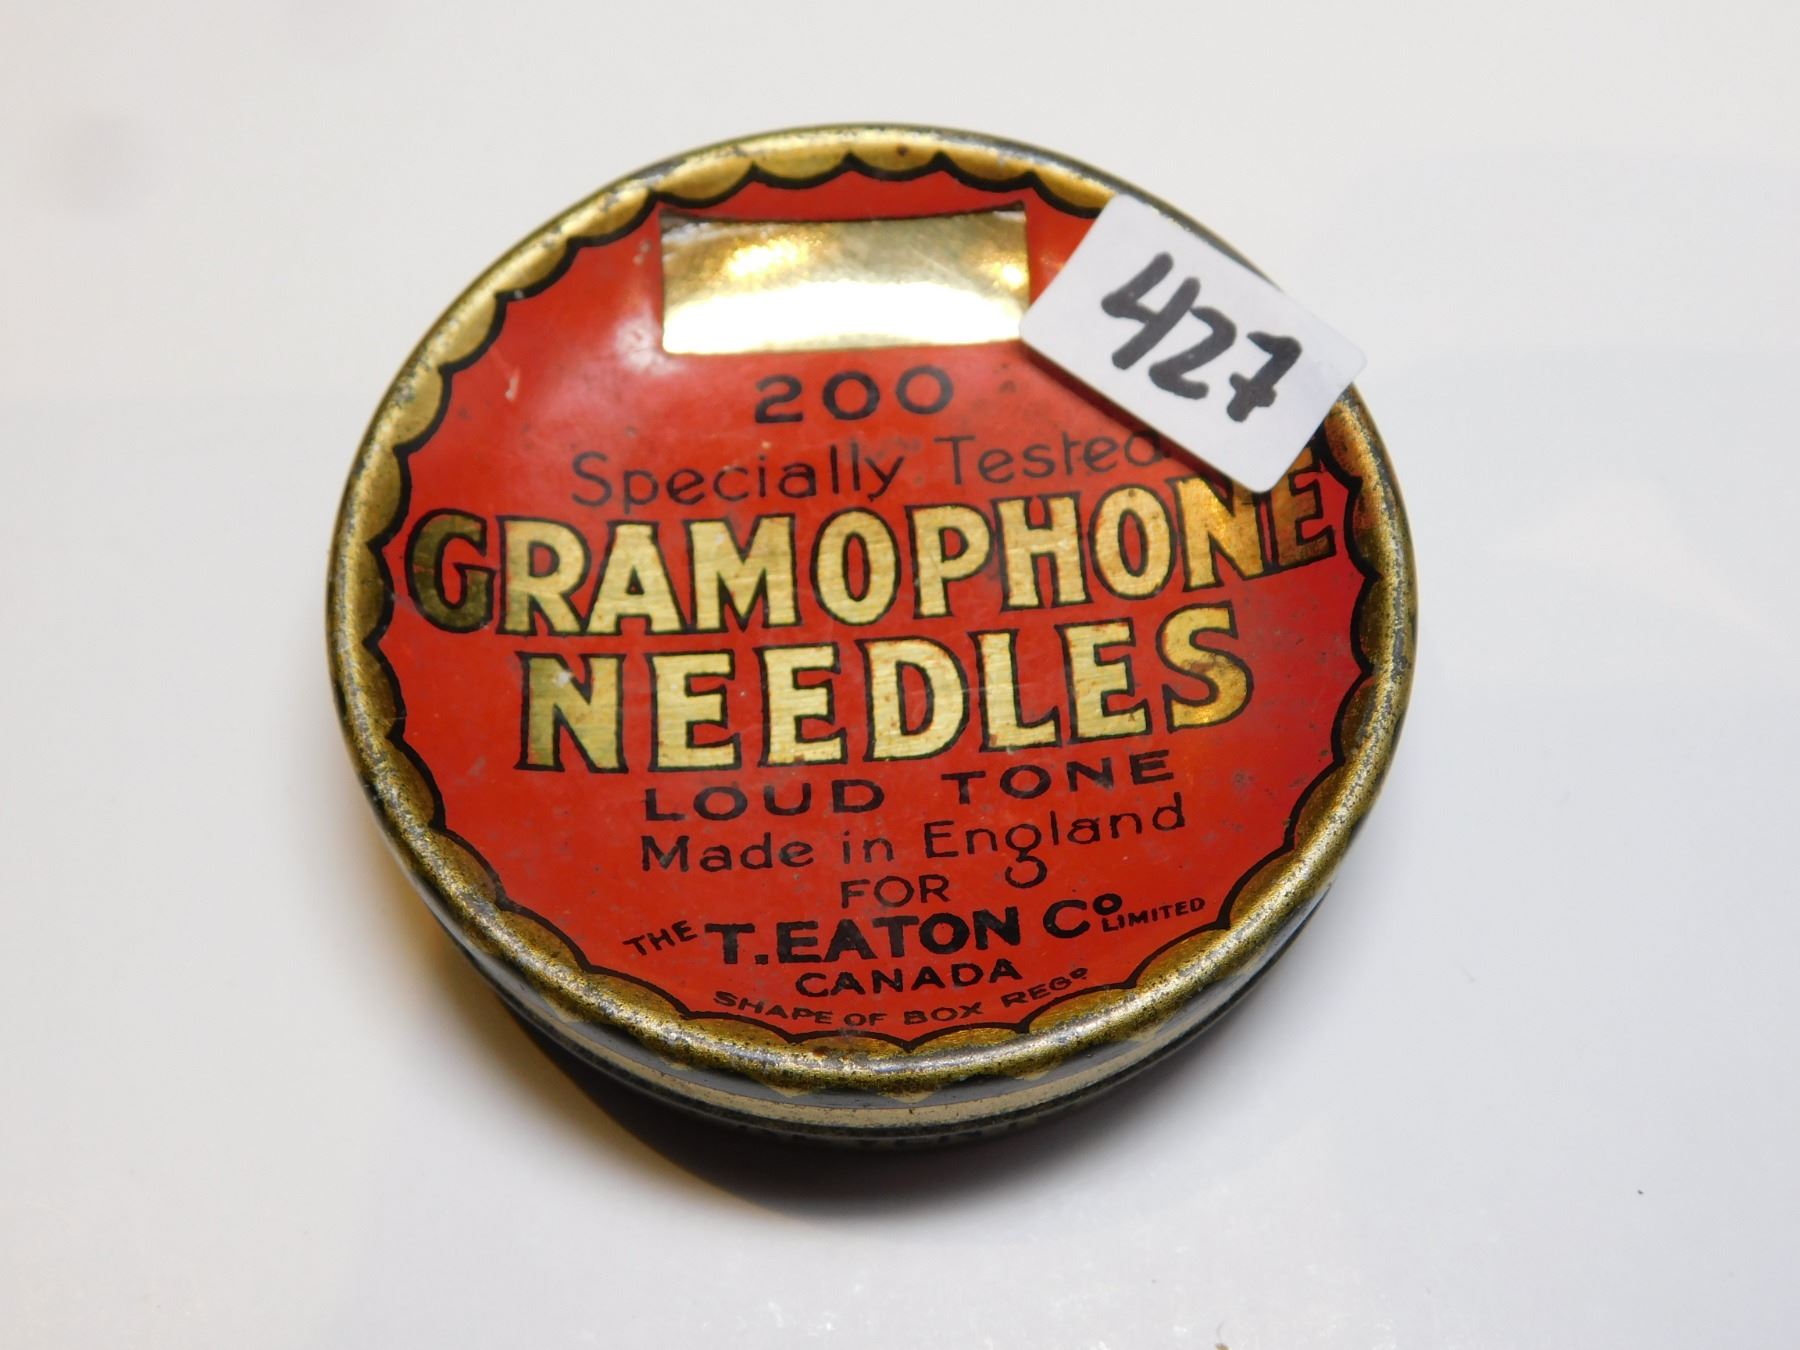 427
200
Specially Tested
GRAMOPHONE
NEEDLES
LOUD TONE
Made in England
FOR
THE T. EATON Cº LIMITED
CANADA
SHAPE OF BOX REGº